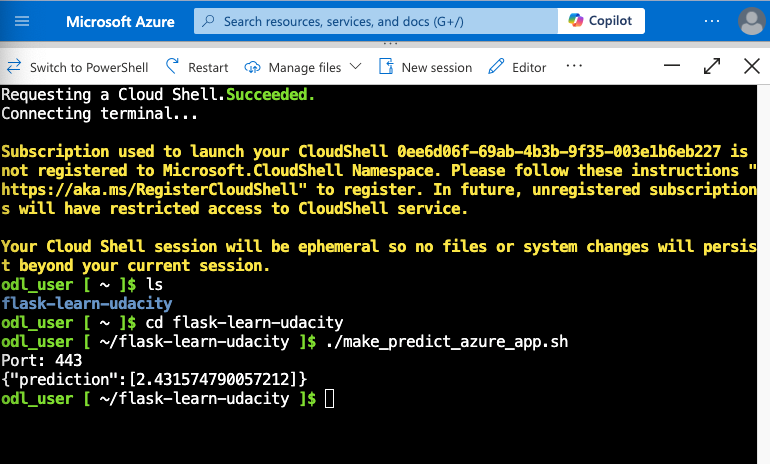 Microsoft Azure
Search resources, services, and docs (G+/)
Copilot
...
...
Switch to PowerShell
Restart
Manage files
New session
Editor
...
Requesting a Cloud Shell.Succeeded.
Connecting terminal...
Subscription used to launch your CloudShell 0ee6d06f-69ab-4b3b-9f35-003e1b6eb227 is
not registered to Microsoft.CloudShell Namespace. Please follow these instructions "
https://aka.ms/RegisterCloudShell" to register. In future, unregistered subscription
s will have restricted access to CloudShell service.
Your Cloud Shell session will be ephemeral so no files or system changes will persis
t beyond your current session.
odl_user [ ~ ]$ ls
flask-learn-udacity
odl_user [ ~ ]$ cd flask-learn-udacity
odl_user [ ~/flask-learn-udacity ]$ ./make_predict_azure_app.sh
Port: 443
{"prediction":[2.431574790057212]}
odl_user [ ~/flask-learn-udacity ]$